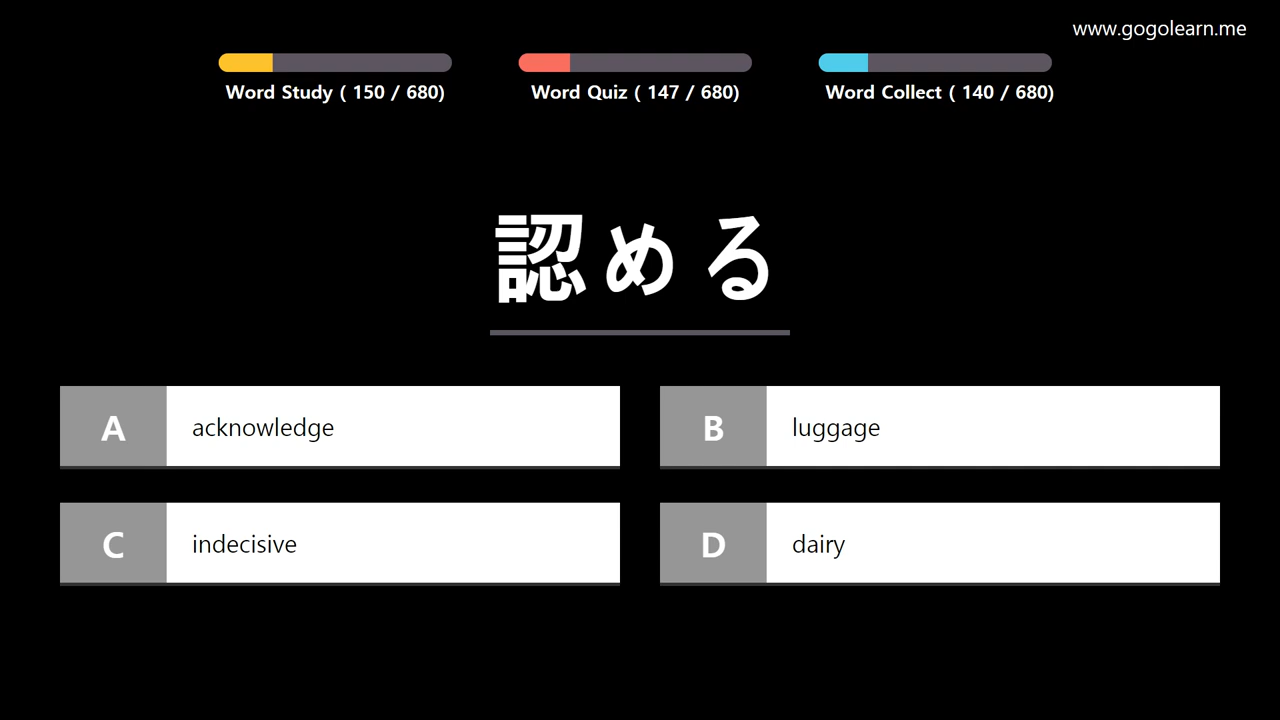 www.gogolearn.me
Word Study ( 150 / 680)
Word Quiz ( 147 / 680)
Word Collect ( 140 / 680)
認める
A acknowledge
B luggage
C indecisive
D dairy